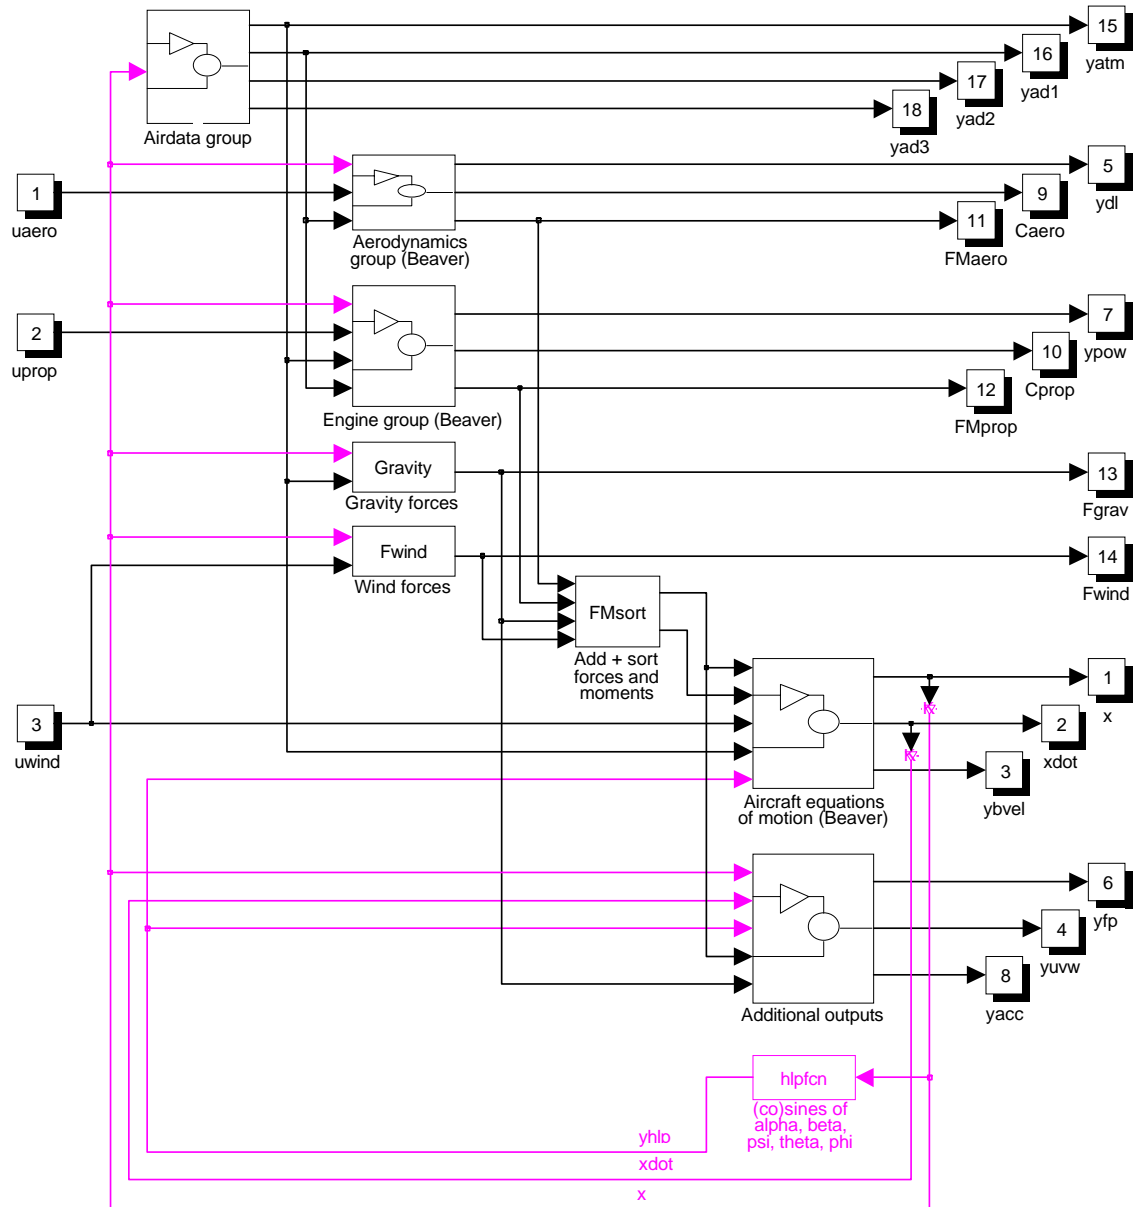 15
yatm
16
yad1
17
yad2
18
yad3
Airdata group
1
uaero
5
ydl
9
Caero
11
FMaero
Aerodynamics
group (Beaver)
2
uprop
7
ypow
10
Cprop
12
FMprop
Engine group (Beaver)
Gravity
Gravity forces
13
Fgrav
Fwind
Wind forces
14
Fwind
FMsort
Add + sort
forces and
moments
3
uwind
1
x
2
xdot
3
ybvel
Aircraft equations
of motion (Beaver)
6
yfp
4
yuvw
8
yacc
Additional outputs
hlpfcn
(co)sines of
alpha, beta,
psi, theta, phi
yhlp
xdot
x